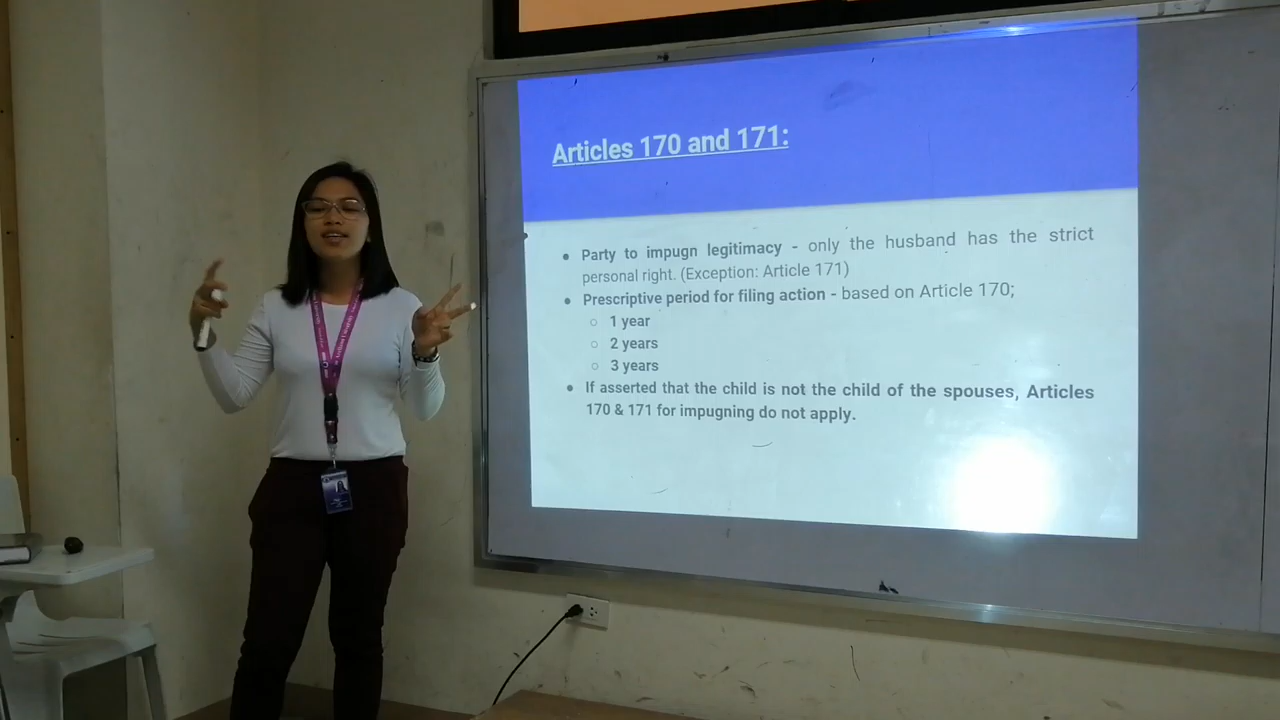 Articles 170 and 171:
● Party to impugn legitimacy - only the husband has the strict
personal right. (Exception: Article 171)
● Prescriptive period for filing action - based on Article 170;
○ 1 year
○ 2 years
○ 3 years
● If asserted that the child is not the child of the spouses, Articles
170 & 171 for impugning do not apply.